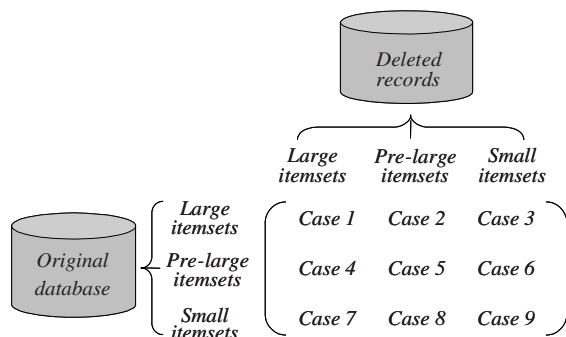 Deleted
records
Large
itemsets
Pre-large
itemsets
Small
itemsets
Original
database
Large
itemsets
Pre-large
itemsets
Small
itemsets
Case 1 Case 2 Case 3
Case 4 Case 5 Case 6
Case 7 Case 8 Case 9